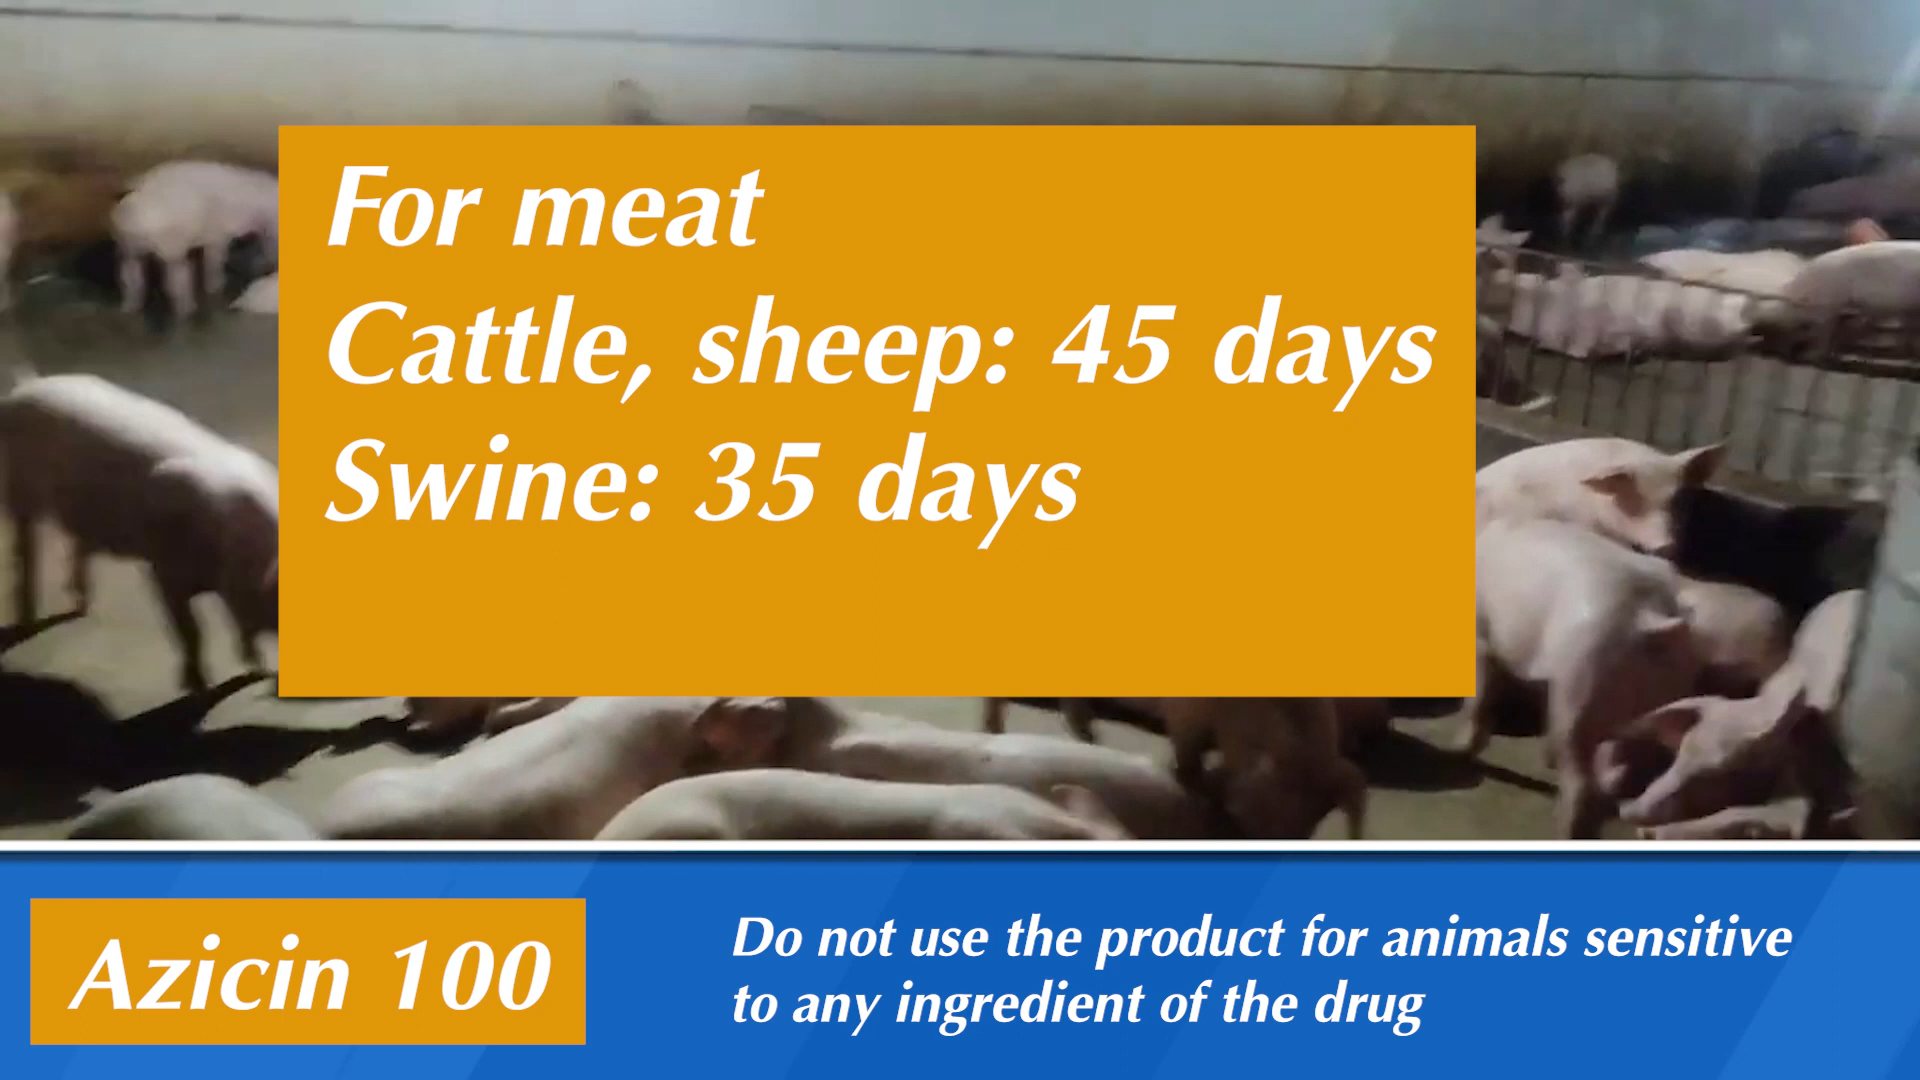 For meat
Cattle, sheep: 45 days
Swine: 35 days
Azicin 100
Do not use the product for animals sensitive
to any ingredient of the drug